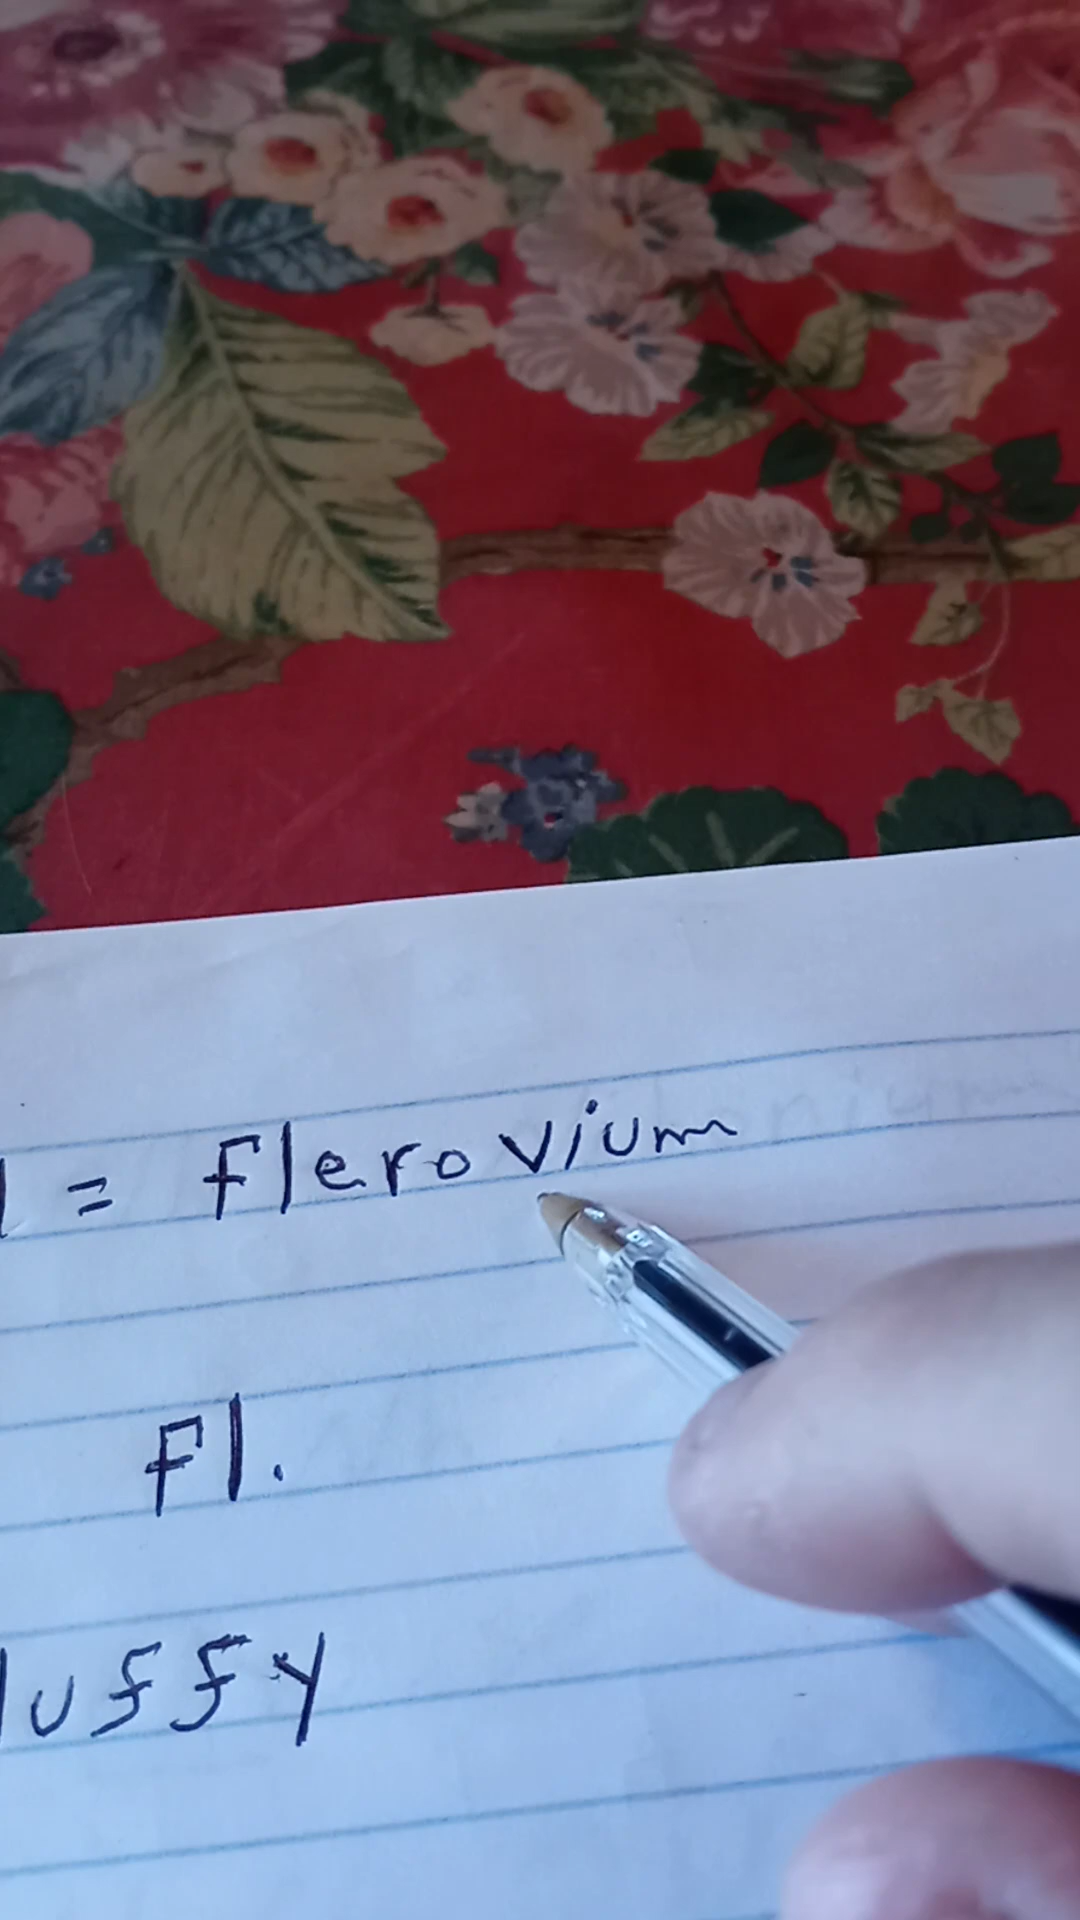 l = flerovium
fl.
luffy